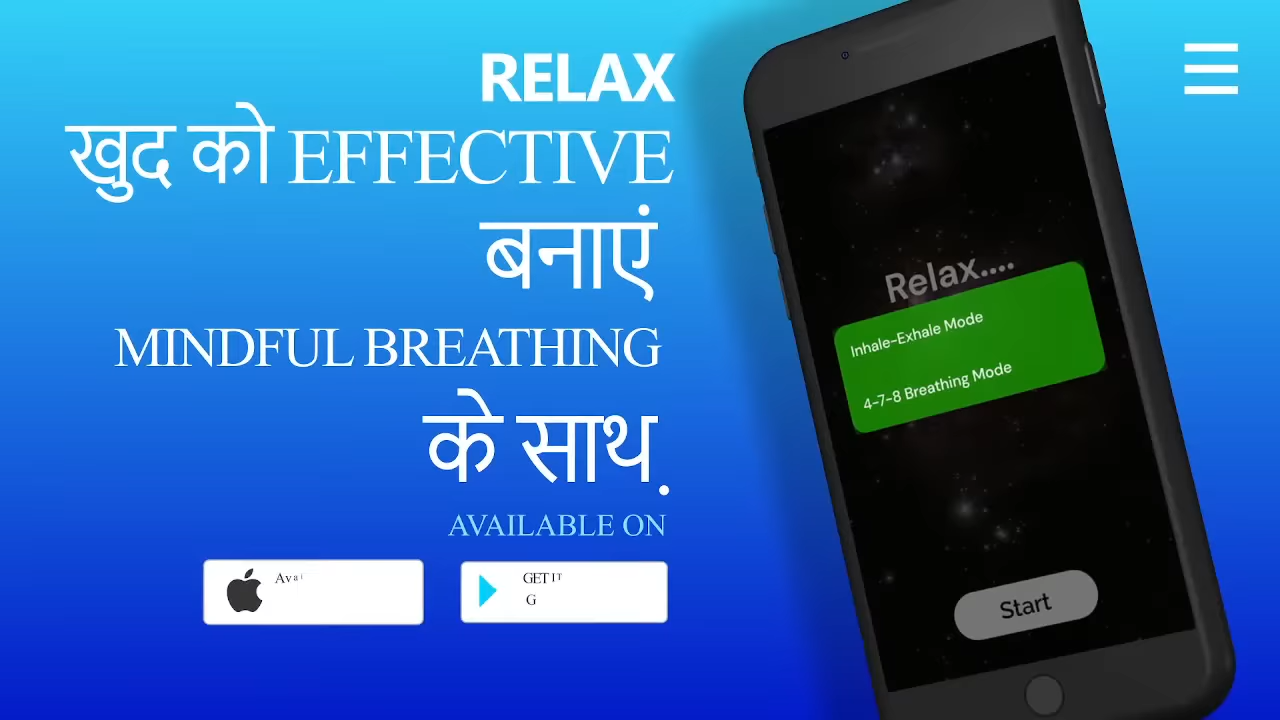 RELAX
खुद को EFFECTIVE
बनाएं
MINDFUL BREATHING
के साथ.
AVAILABLE ON
GET IT
G
Relax....
Inhale-Exhale Mode
4-7-8 Breathing Mode
Start